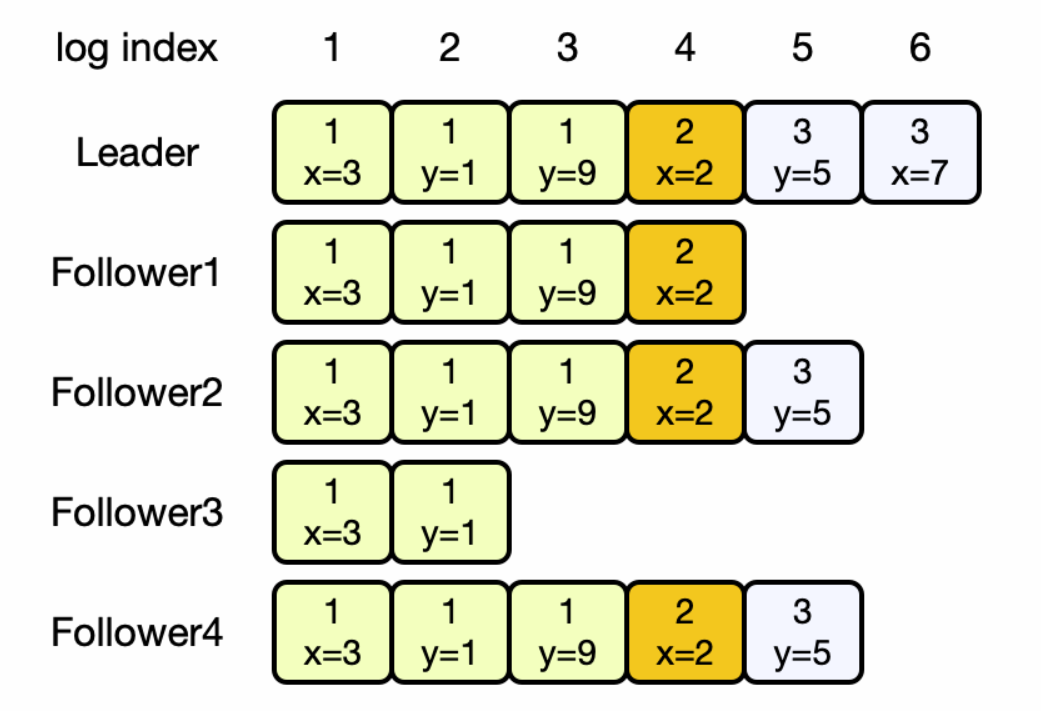 log index 1 2 3 4 5 6
Leader
1 1 1 2 3 3
x=3 y=1 y=9 x=2 y=5 x=7
Follower1
1 1 1 2
x=3 y=1 y=9 x=2
Follower2
1 1 1 2 3
x=3 y=1 y=9 x=2 y=5
Follower3
1 1
x=3 y=1
Follower4
1 1 1 2 3
x=3 y=1 y=9 x=2 y=5